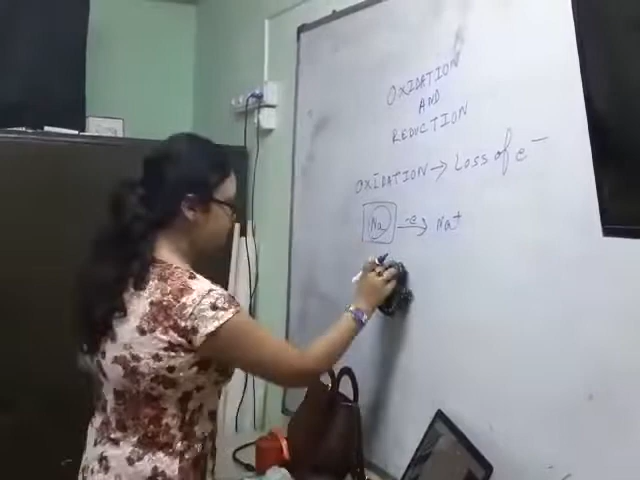 OXIDATION
AND
REDUCTION
OXIDATION → Loss of e⁻
Na -e→ Na⁺